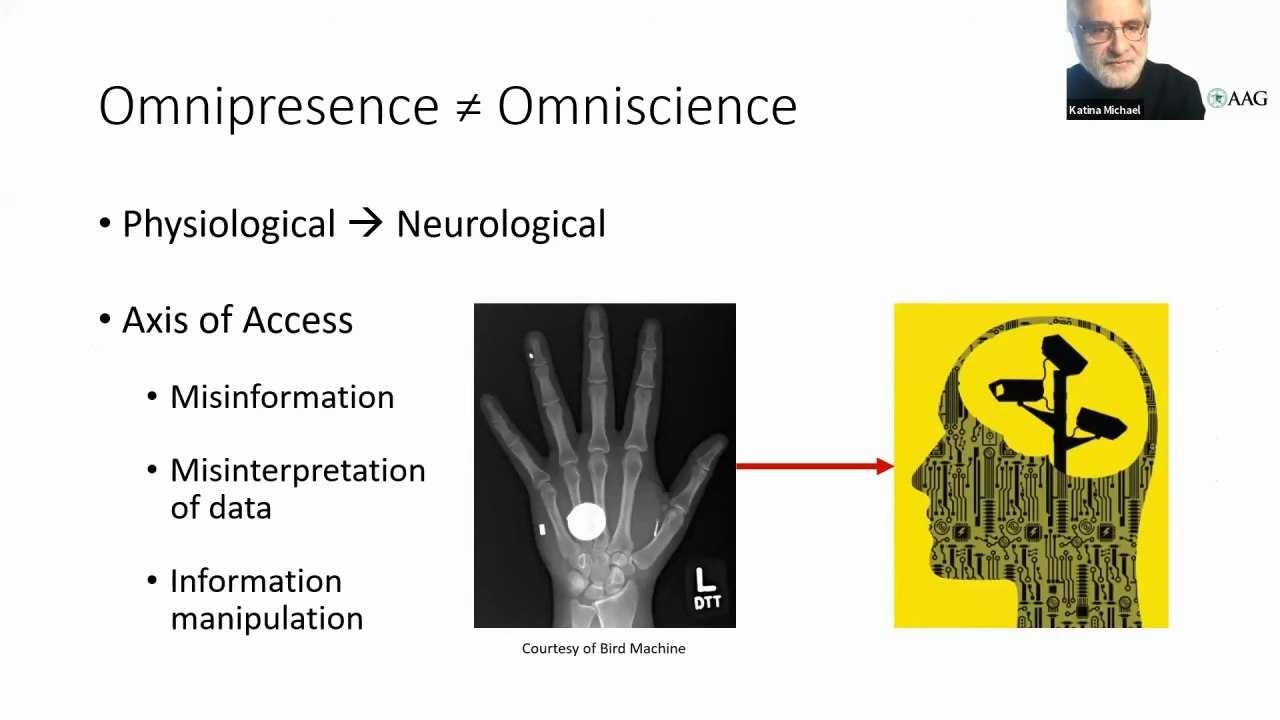 Omnipresence ≠ Omniscience
Katina Michael
AAG
• Physiological → Neurological
• Axis of Access
• Misinformation
• Misinterpretation
of data
• Information
manipulation
L
DTT
Courtesy of Bird Machine